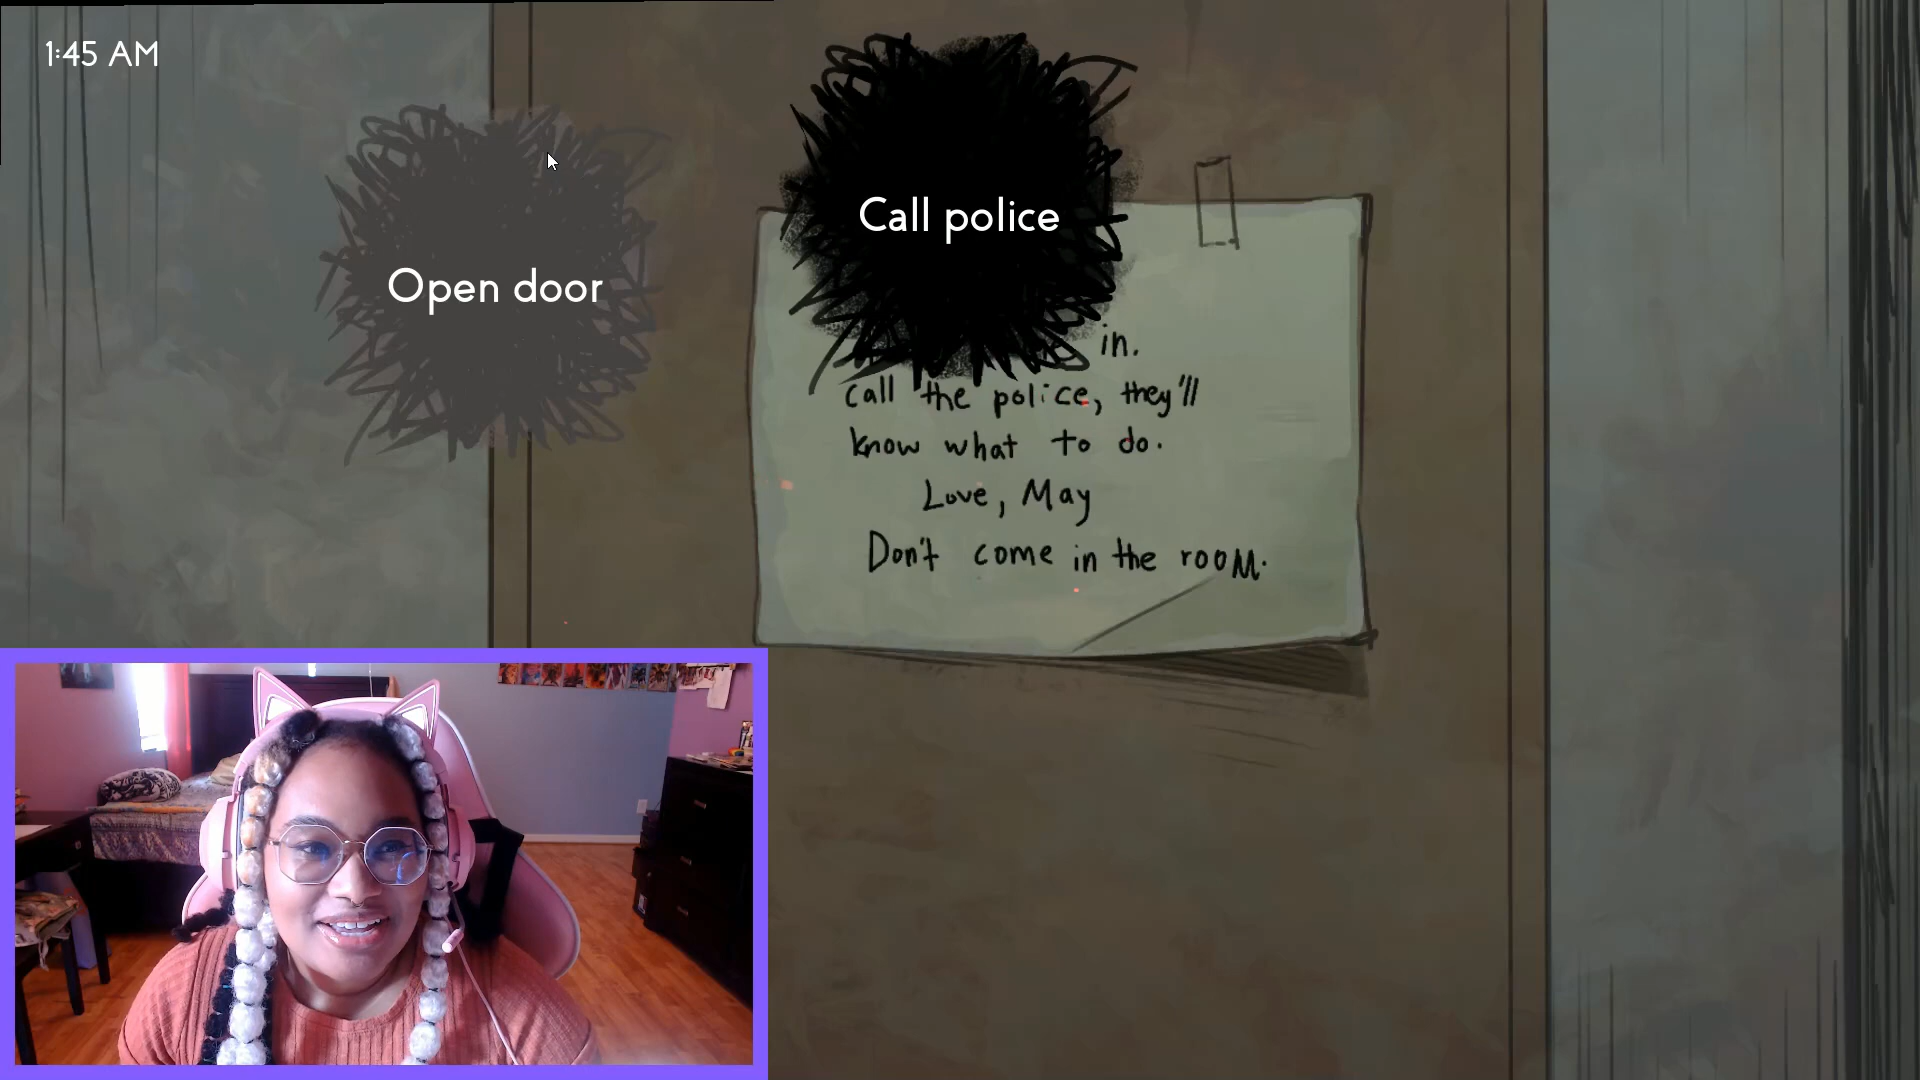 1:45 AM
Call police
Open door
in.
call the police, they'll
know what to do.
Love, May
Don't come in the room.